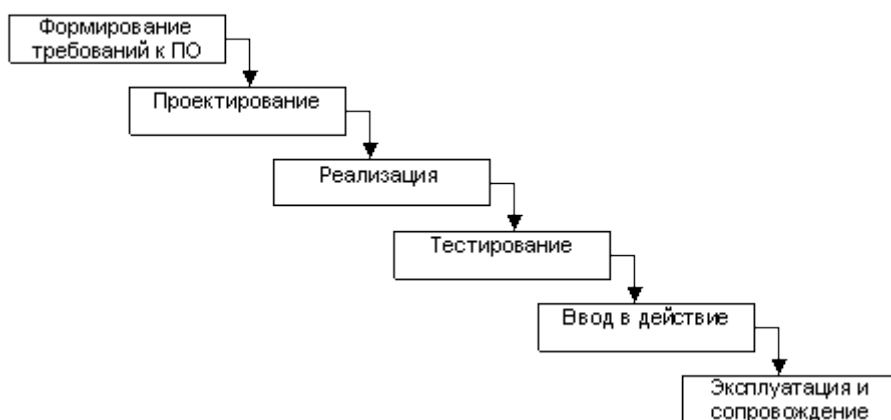 Формирование
требований к ПО
Проектирование
Реализация
Тестирование
Ввод в действие
Эксплуатация и
сопровождение